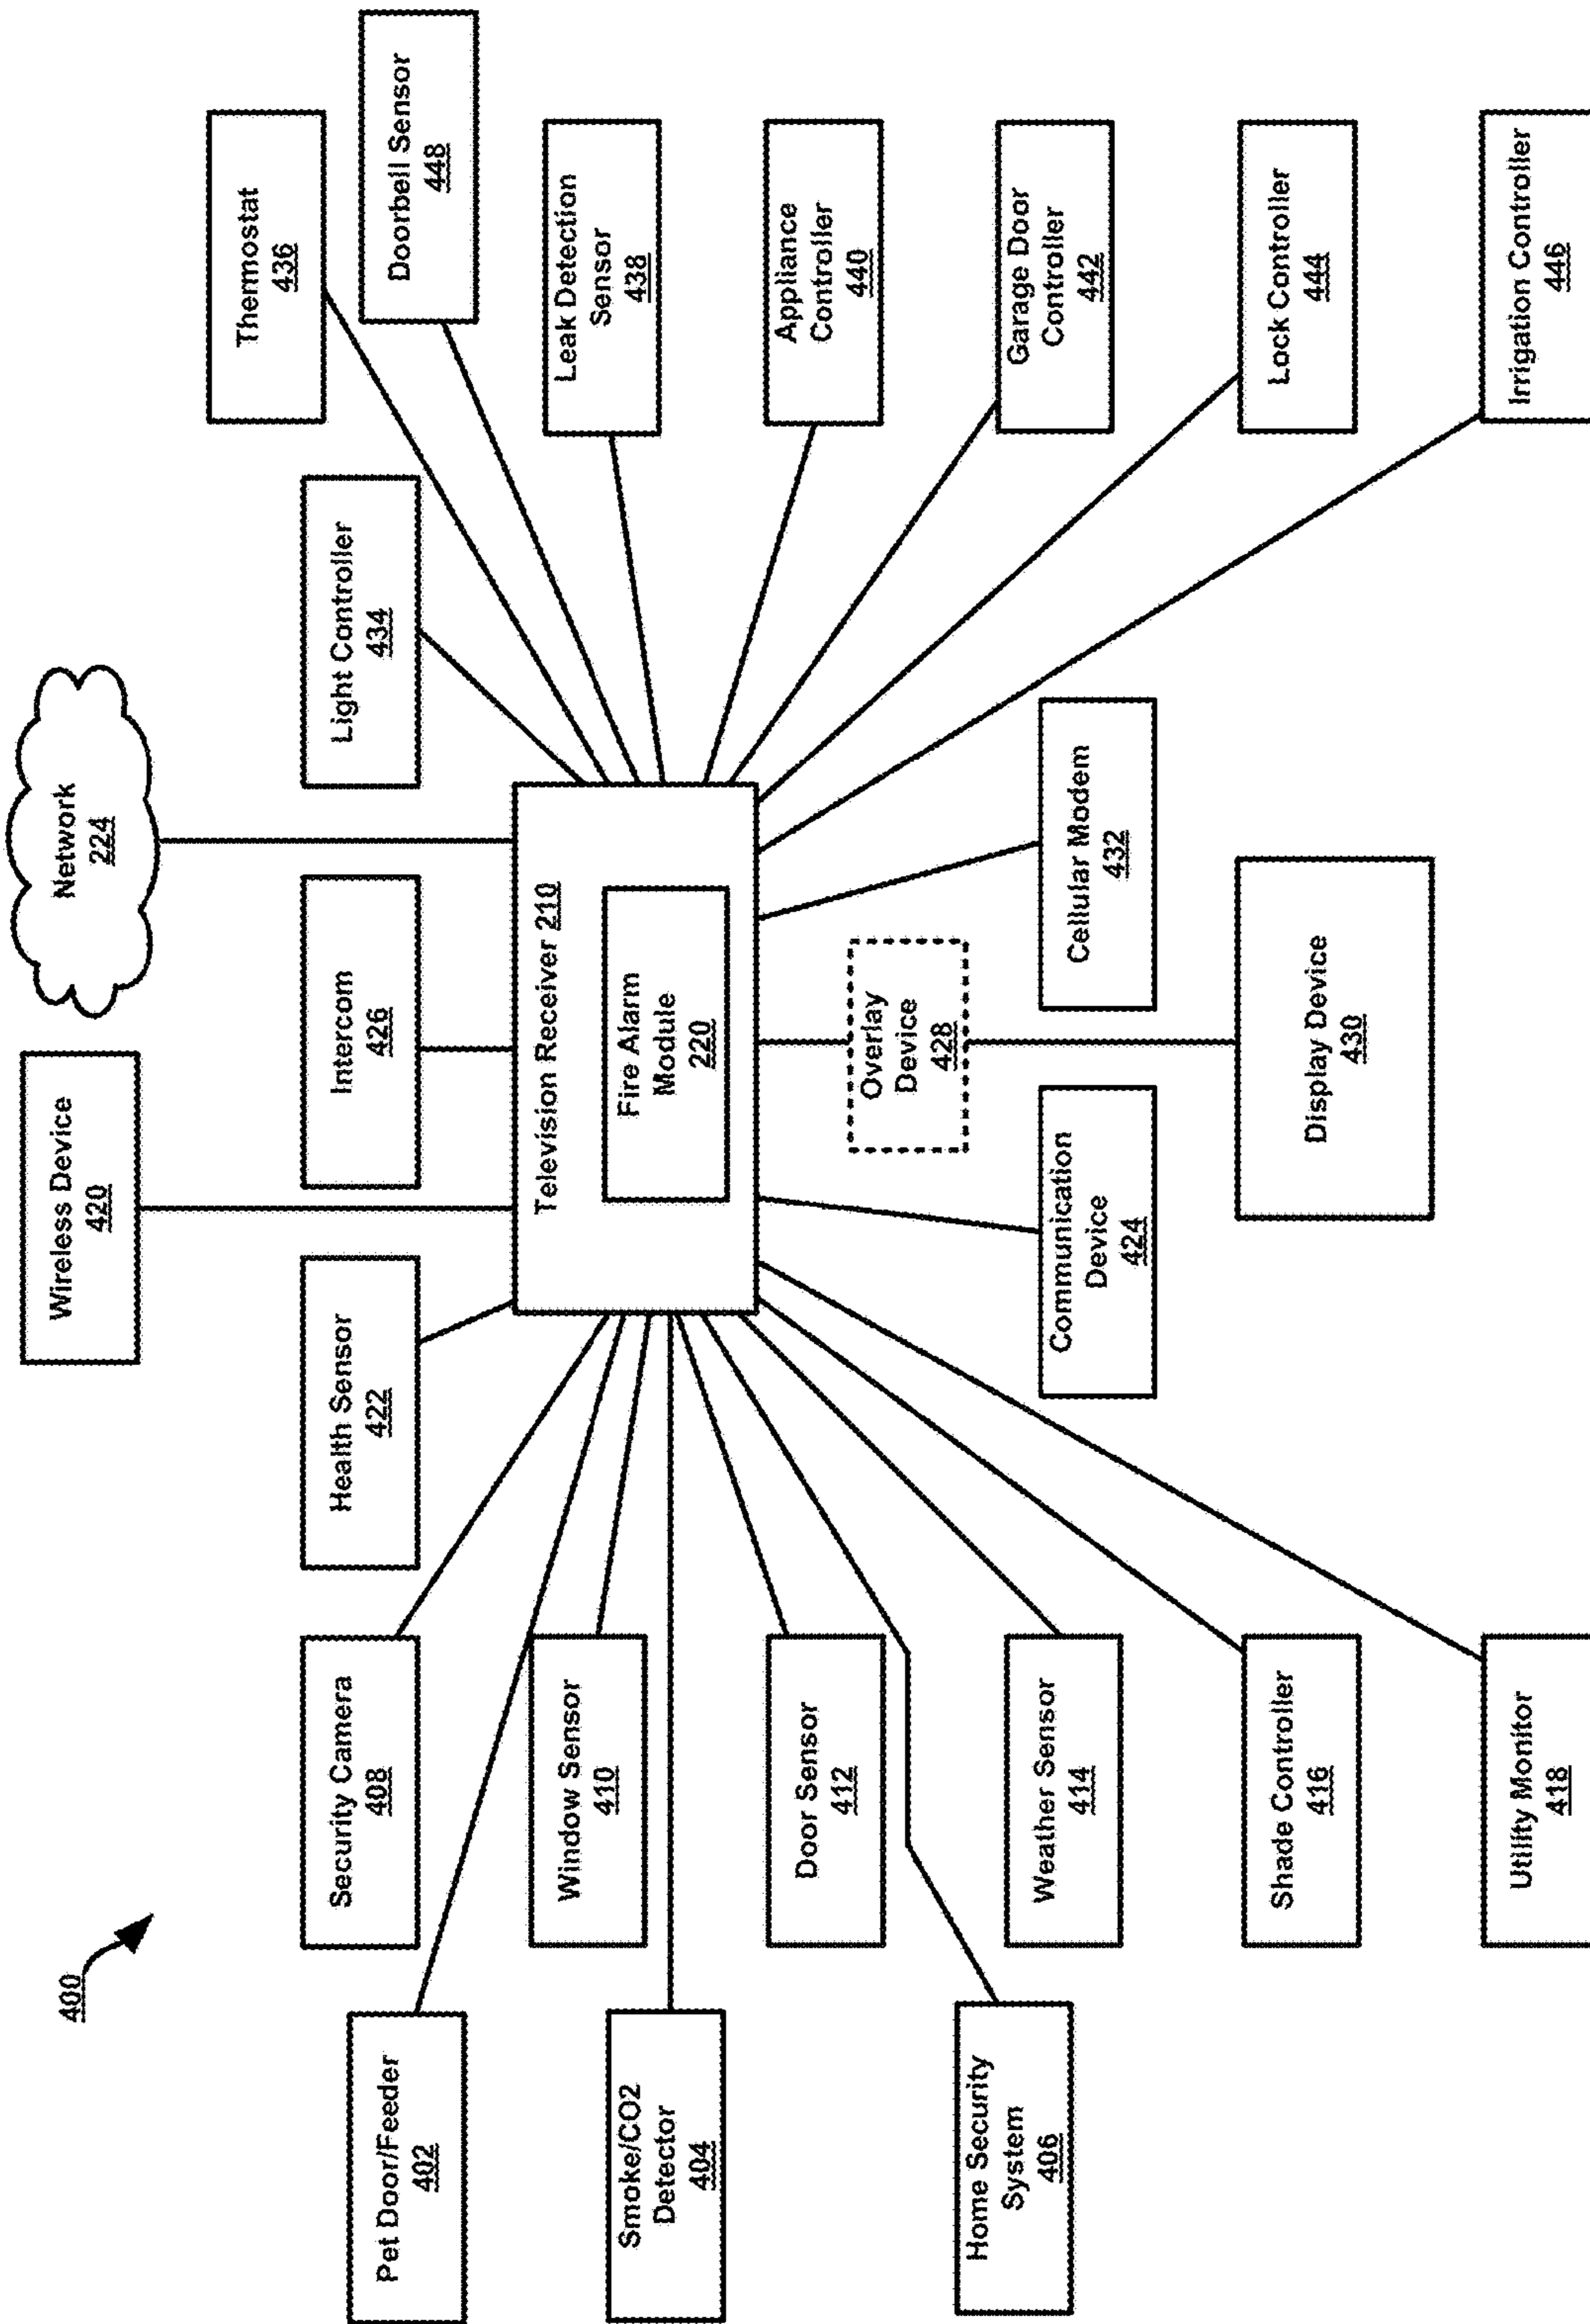 400
Wireless Device
420
Network
224
Pet Door/Feeder
402
Security Camera
408
Health Sensor
422
Intercom
426
Light Controller
434
Thermostat
436
Doorbell Sensor
448
Smoke/CO2
Detector
404
Window Sensor
410
Television Receiver 210
Fire Alarm
Module
220
Leak Detection
Sensor
438
Door Sensor
412
Appliance
Controller
440
Home Security
System
406
Weather Sensor
414
Communication
Device
424
Overlay
Device
428
Cellular Modem
432
Garage Door
Controller
442
Shade Controller
416
Display Device
430
Lock Controller
444
Utility Monitor
418
Irrigation Controller
446